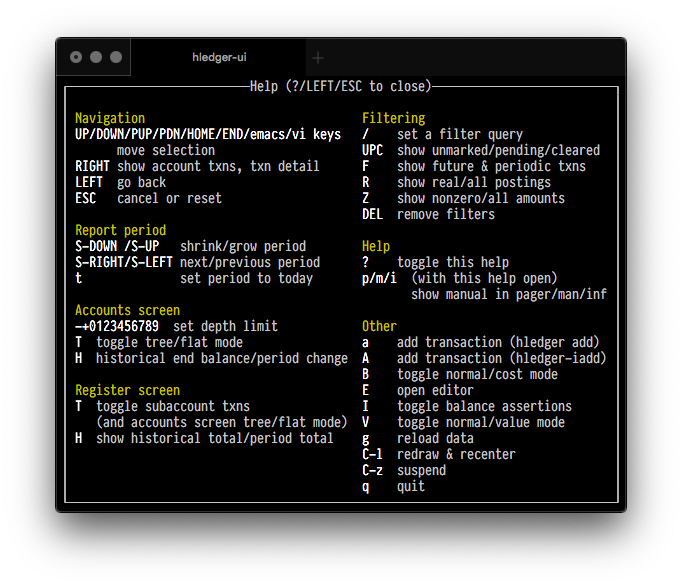 hledger-ui
Help (?/LEFT/ESC to close)
Navigation
UP/DOWN/PUP/PDN/HOME/END/emacs/vi keys
move selection
RIGHT show account txns, txn detail
LEFT go back
ESC cancel or reset
Report period
S-DOWN /S-UP shrink/grow period
S-RIGHT/S-LEFT next/previous period
t set period to today
Accounts screen
-+0123456789 set depth limit
T toggle tree/flat mode
H historical end balance/period change
Register screen
T toggle subaccount txns
(and accounts screen tree/flat mode)
H show historical total/period total
Filtering
/ set a filter query
UPC show unmarked/pending/cleared
F show future & periodic txns
R show real/all postings
Z show nonzero/all amounts
DEL remove filters
Help
? toggle this help
p/m/i (with this help open)
show manual in pager/man/inf
Other
a add transaction (hledger add)
A add transaction (hledger-iadd)
B toggle normal/cost mode
E open editor
I toggle balance assertions
V toggle normal/value mode
g reload data
C-l redraw & recenter
C-z suspend
q quit